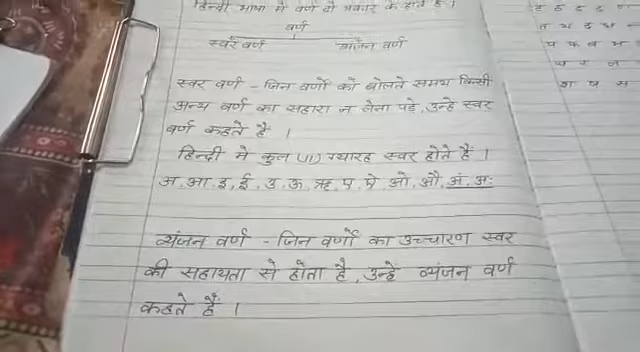 हिन्दी भाषा में वर्ण दो प्रकार के होते हैं।
वर्ण
स्वर वर्ण व्यंजन वर्ण
स्वर वर्ण - जिन वर्णों को बोलते समय किसी
अन्य वर्ण का सहारा न लेना पड़े, उन्हे स्वर
वर्ण कहते हैं ।
हिन्दी मे कुल (11) ग्यारह स्वर होते हैं ।
अ, आ, इ, ई, उ, ऊ, ऋ, ए, ऐ, ओ, औ, अं, अः
व्यंजन वर्ण - जिन वर्णों का उच्चारण स्वर
की सहायता से होता है, उन्हे व्यंजन वर्ण
कहते हैं ।
श ष स